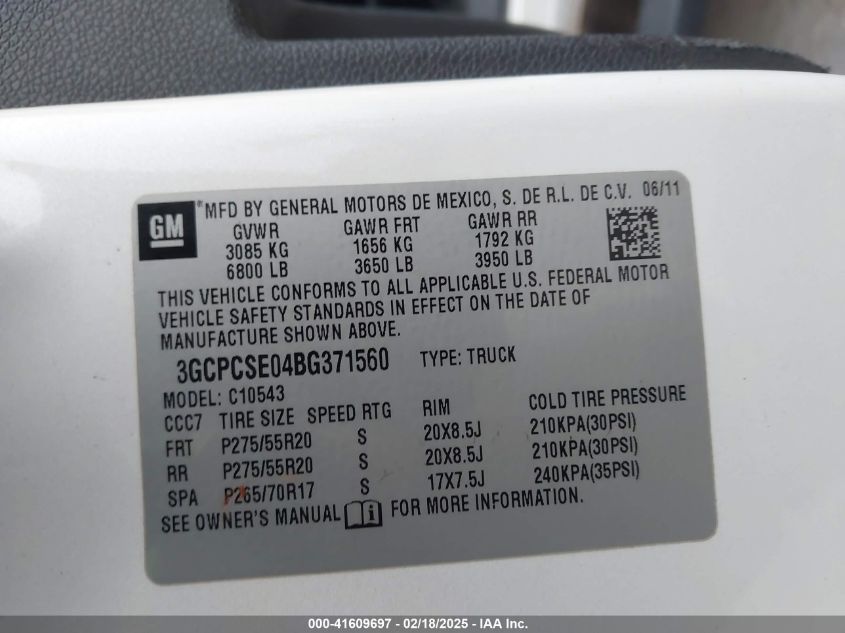 GM ® MFD BY GENERAL MOTORS DE MEXICO, S. DE R.L. DE C.V. 06/11
GVWR GAWR FRT GAWR RR
3085 KG 1656 KG 1792 KG
6800 LB 3650 LB 3950 LB
THIS VEHICLE CONFORMS TO ALL APPLICABLE U.S. FEDERAL MOTOR
VEHICLE SAFETY STANDARDS IN EFFECT ON THE DATE OF
MANUFACTURE SHOWN ABOVE.
3GCPCSE04BG371560 TYPE: TRUCK
MODEL: C10543
CCC7 TIRE SIZE SPEED RTG RIM COLD TIRE PRESSURE
FRT P275/55R20 S 20X8.5J 210KPA(30PSI)
RR P275/55R20 S 20X8.5J 210KPA(30PSI)
SPA P265/70R17 S 17X7.5J 240KPA(35PSI)
SEE OWNER'S MANUAL i FOR MORE INFORMATION.
000-41609697 - 02/18/2025 - IAA Inc.